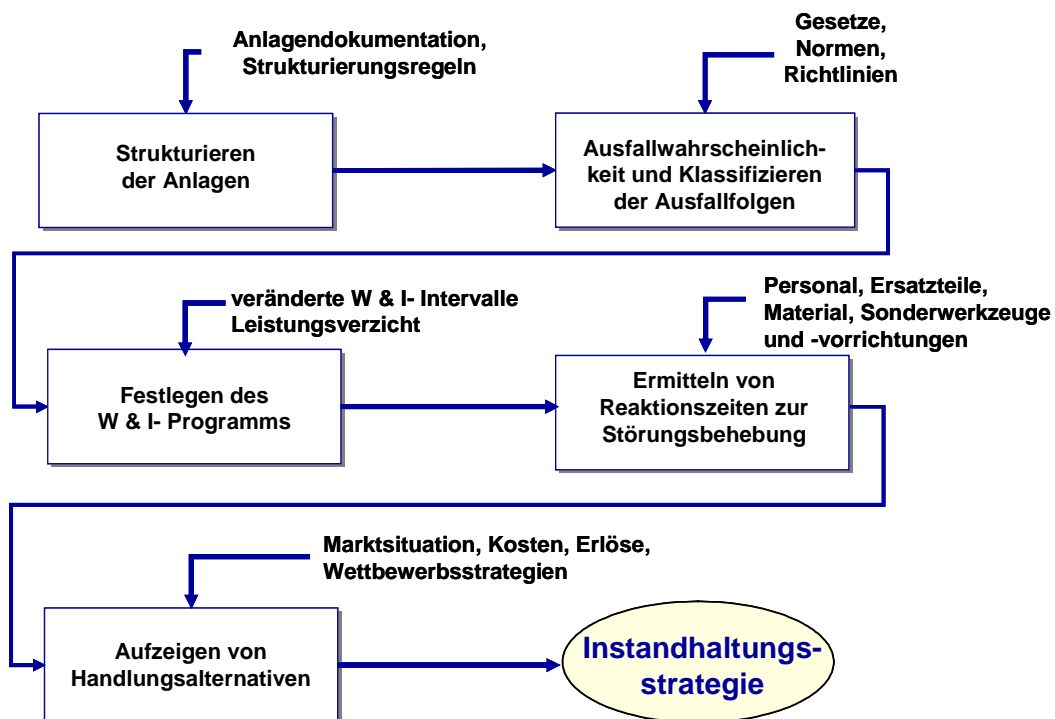 Anlagendokumentation,
Strukturierungsregeln
Gesetze,
Normen,
Richtlinien
Strukturieren
der Anlagen
Ausfallwahrscheinlich-
keit und Klassifizieren
der Ausfallfolgen
veränderte W & I- Intervalle
Leistungsverzicht
Personal, Ersatzteile,
Material, Sonderwerkzeuge
und -vorrichtungen
Festlegen des
W & I- Programms
Ermitteln von
Reaktionszeiten zur
Störungsbehebung
Marktsituation, Kosten, Erlöse,
Wettbewerbsstrategien
Aufzeigen von
Handlungsalternativen
Instandhaltungs-
strategie